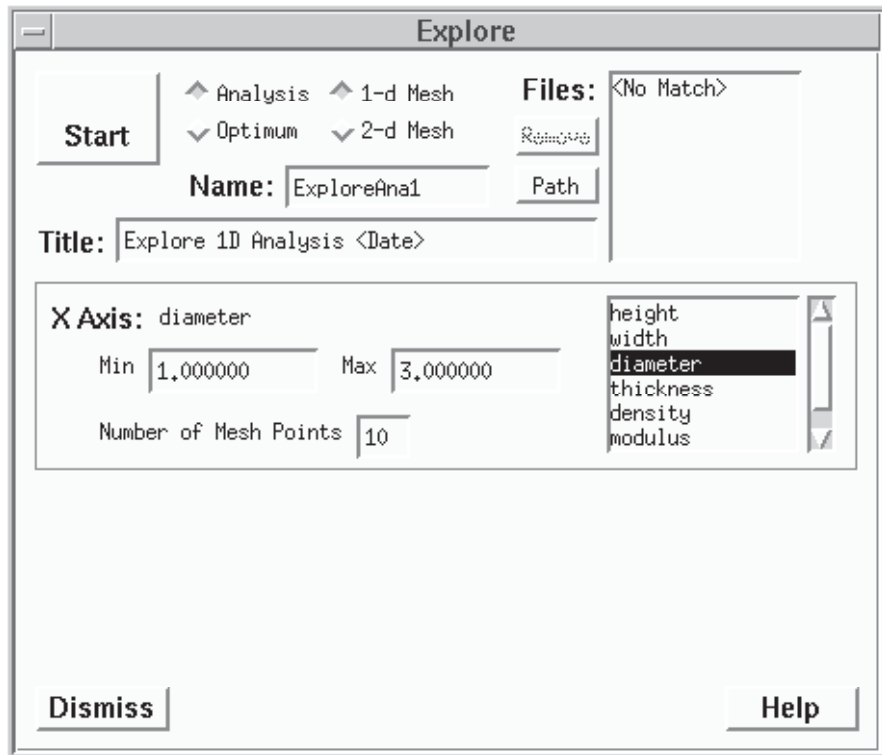 Explore
Start
Analysis
1-d Mesh
Optimum
2-d Mesh
Name: ExploreAna1
Files: <No Match>
Remove
Path
Title: Explore 1D Analysis <Date>
X Axis: diameter
Min 1.000000 Max 3.000000
Number of Mesh Points 10
height
width
diameter
thickness
density
modulus
Dismiss
Help